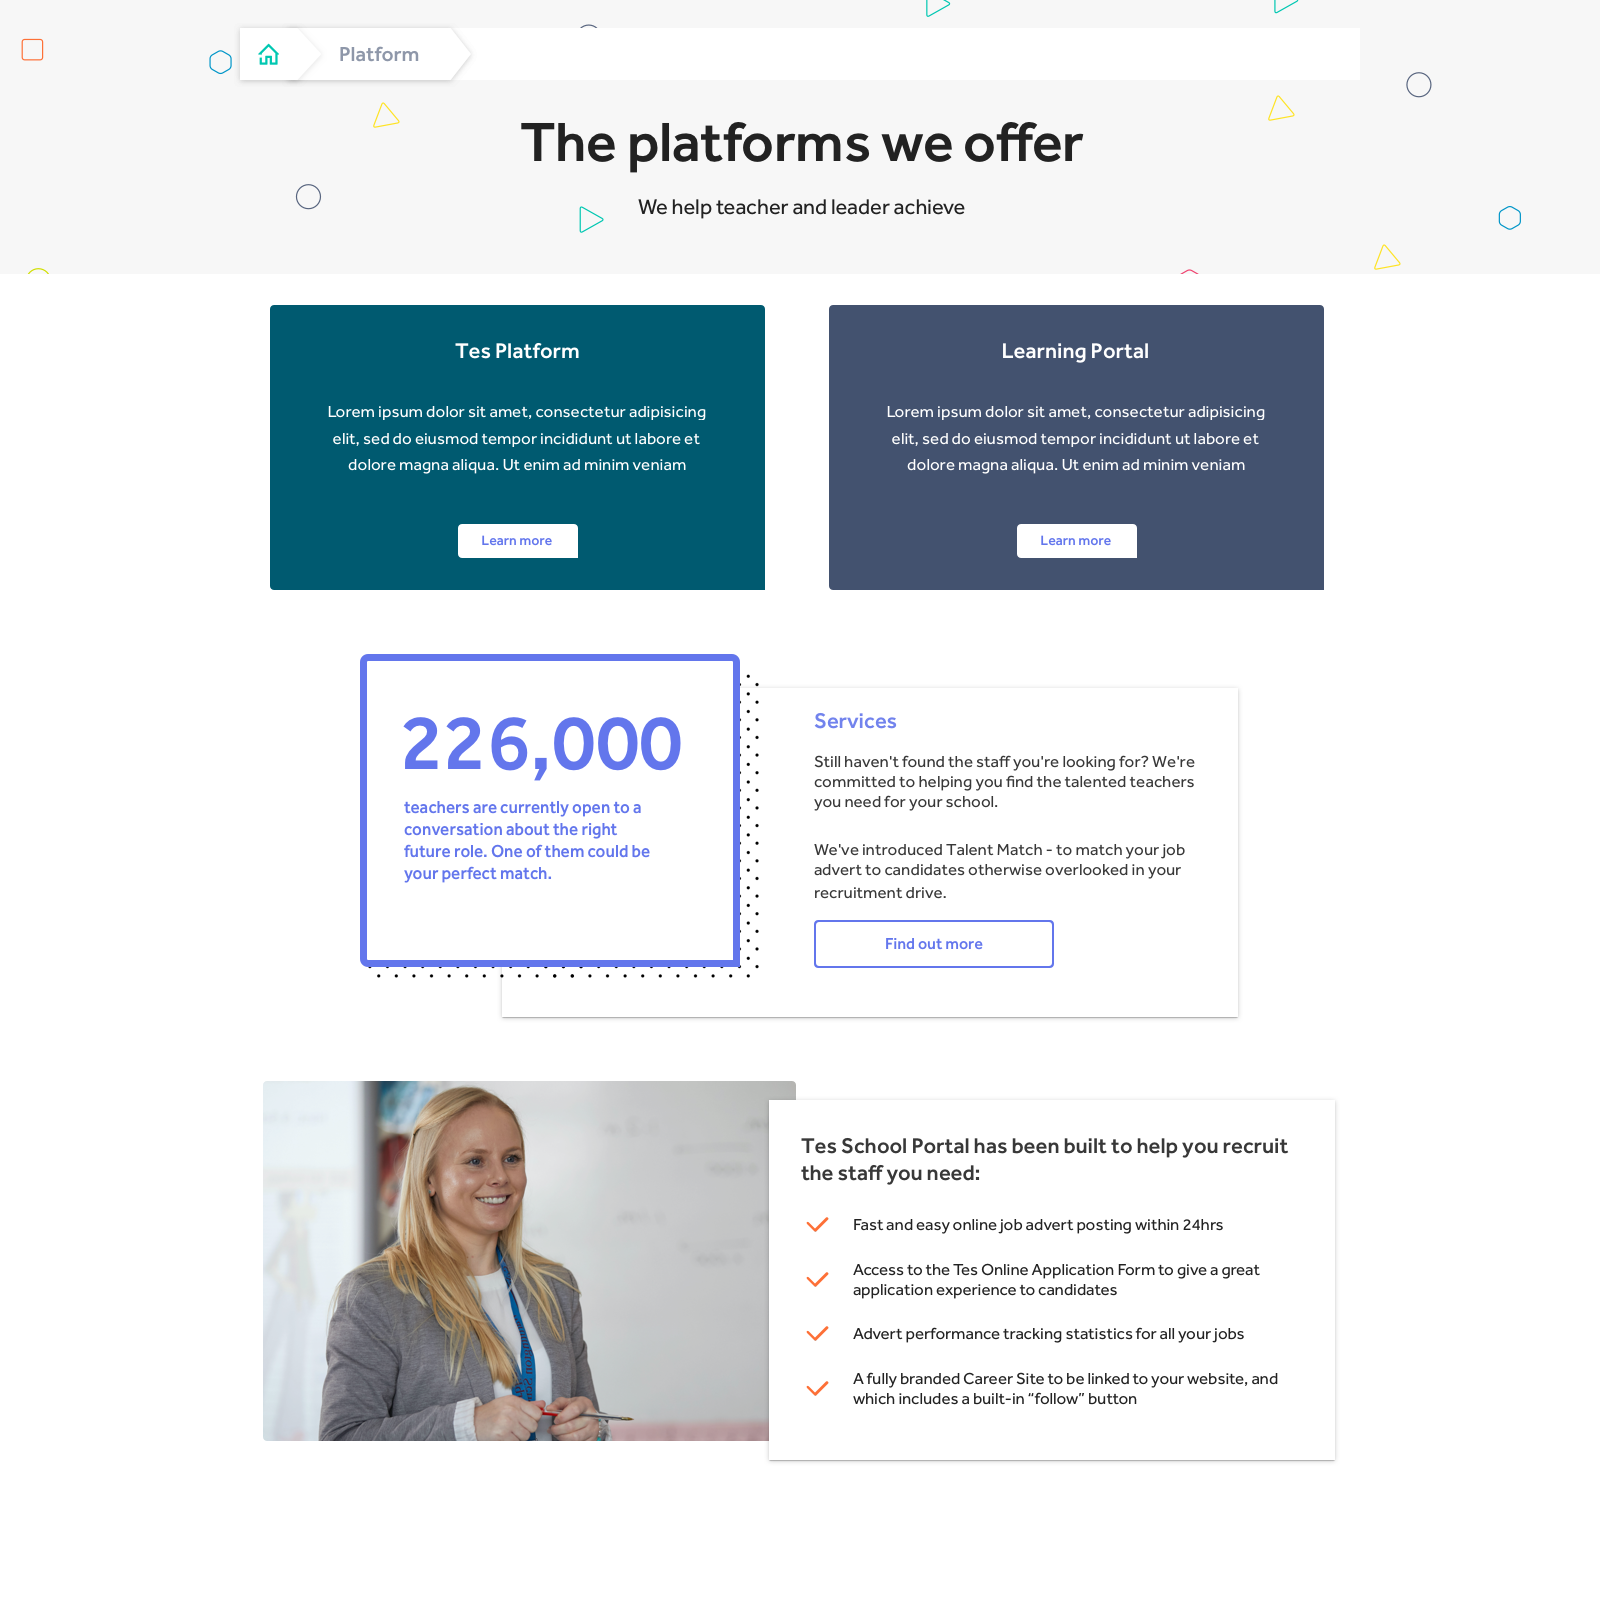 Platform
The platforms we offer
We help teacher and leader achieve
Tes Platform
Lorem ipsum dolor sit amet, consectetur adipisicing
elit, sed do eiusmod tempor incididunt ut labore et
dolore magna aliqua. Ut enim ad minim veniam
Learn more
Learning Portal
Lorem ipsum dolor sit amet, consectetur adipisicing
elit, sed do eiusmod tempor incididunt ut labore et
dolore magna aliqua. Ut enim ad minim veniam
Learn more
226,000
teachers are currently open to a
conversation about the right
future role. One of them could be
your perfect match.
Services
Still haven't found the staff you're looking for? We're
committed to helping you find the talented teachers
you need for your school.
We've introduced Talent Match - to match your job
advert to candidates otherwise overlooked in your
recruitment drive.
Find out more
Tes School Portal has been built to help you recruit
the staff you need:
Fast and easy online job advert posting within 24hrs
Access to the Tes Online Application Form to give a great
application experience to candidates
Advert performance tracking statistics for all your jobs
A fully branded Career Site to be linked to your website, and
which includes a built-in “follow” button